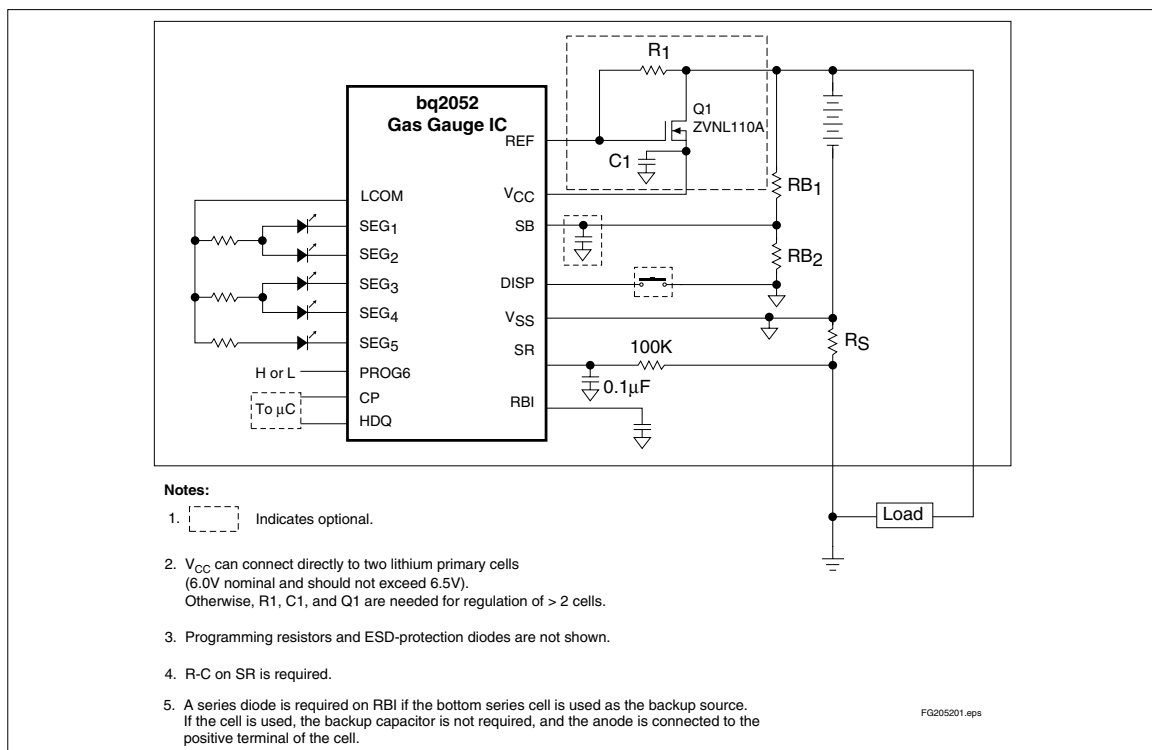 R1
bq2052
Gas Gauge IC
Q1
ZVNL110A
REF
C1
VCC
RB1
LCOM
SEG1
SB
SEG2
RB2
SEG3
DISP
SEG4
VSS
SEG5
SR
100K
RS
H or L
PROG6
0.1µF
CP
To µC
RBI
HDQ
Notes:
1. Indicates optional.
Load
2. VCC can connect directly to two lithium primary cells
(6.0V nominal and should not exceed 6.5V).
Otherwise, R1, C1, and Q1 are needed for regulation of > 2 cells.
3. Programming resistors and ESD-protection diodes are not shown.
4. R-C on SR is required.
5. A series diode is required on RBI if the bottom series cell is used as the backup source.
If the cell is used, the backup capacitor is not required, and the anode is connected to the
positive terminal of the cell.
FG205201.eps